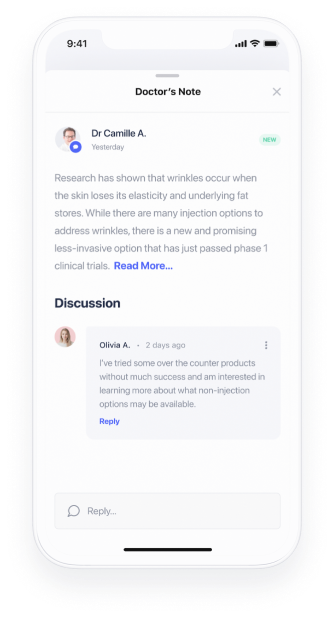 9:41
Doctor's Note
Dr Camille A.
Yesterday
NEW
Research has shown that wrinkles occur when
the skin loses its elasticity and underlying fat
stores. While there are many injection options to
address wrinkles, there is a new and promising
less-invasive option that has just passed phase 1
clinical trials. Read More...
Discussion
Olivia A. • 2 days ago
I've tried some over the counter products
without much success and am interested in
learning more about what non-injection
options may be available.
Reply
Reply...